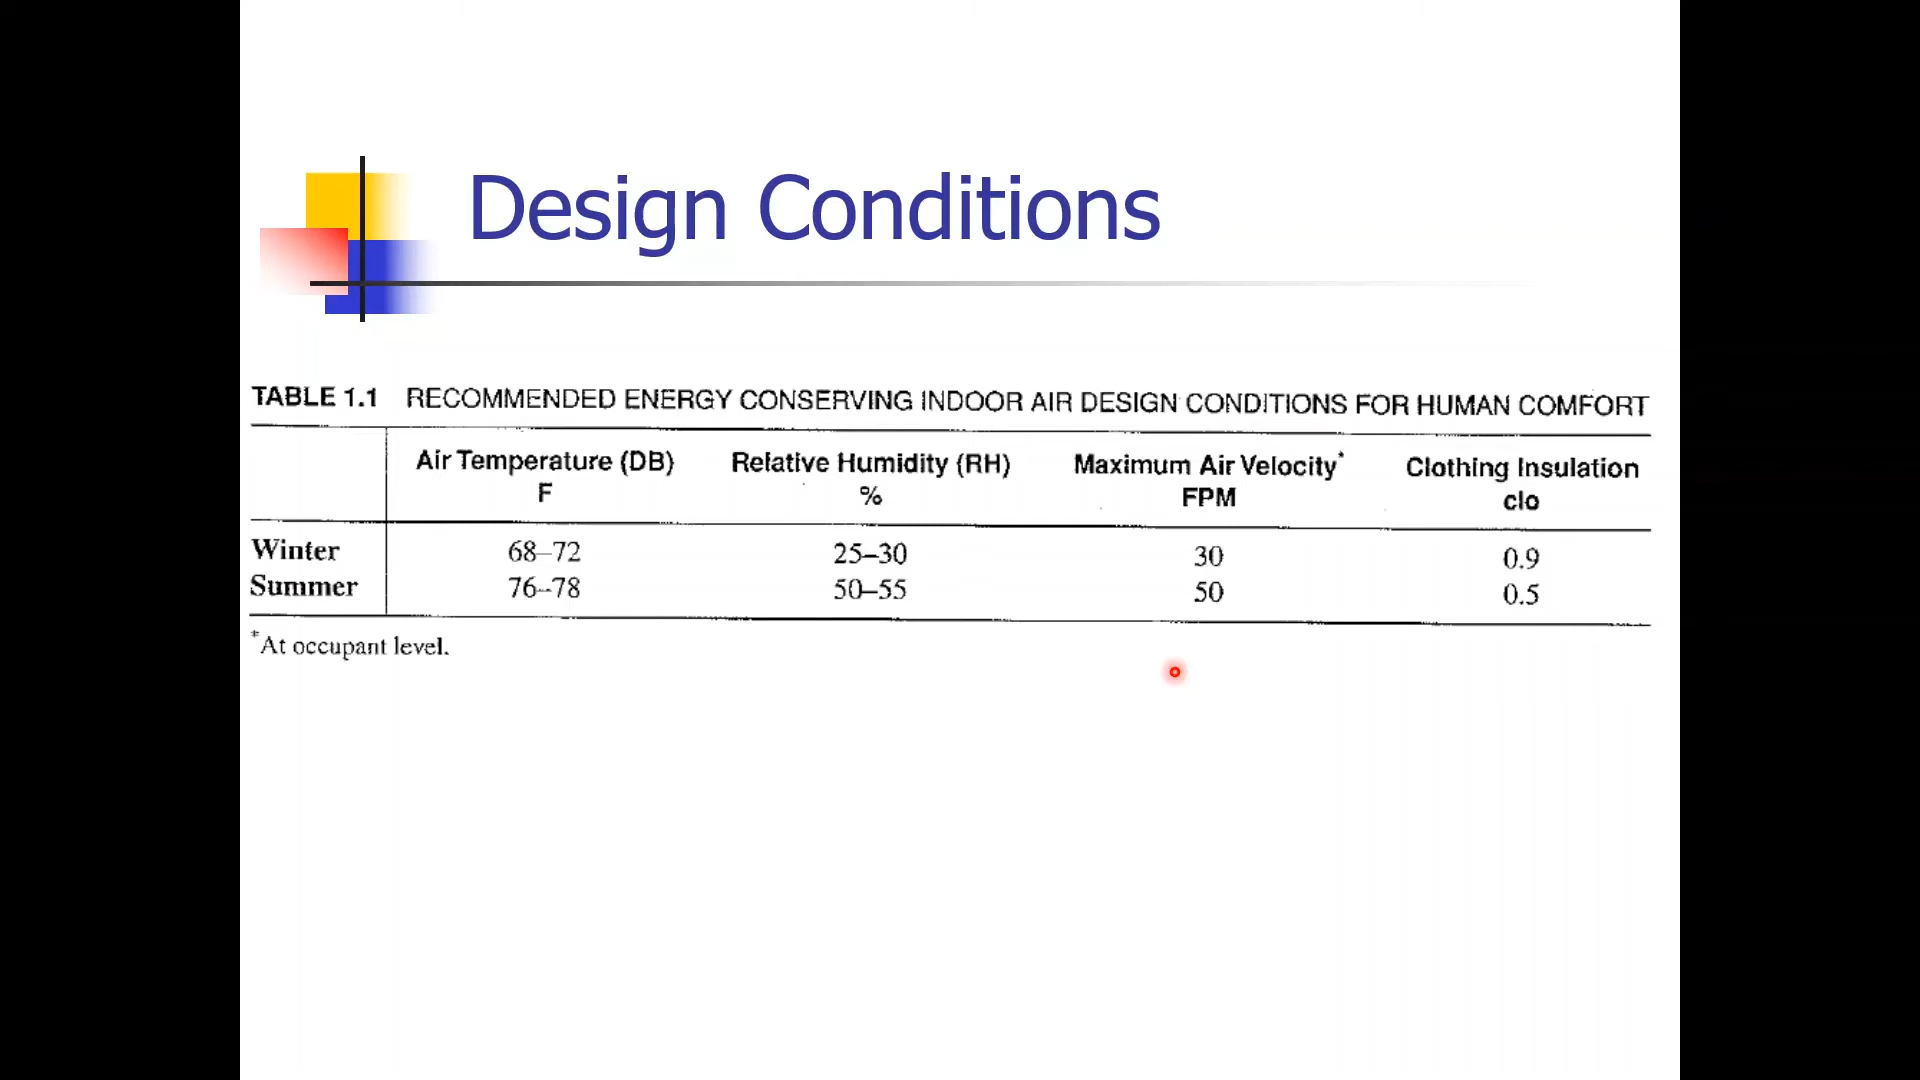 Design Conditions
TABLE 1.1 RECOMMENDED ENERGY CONSERVING INDOOR AIR DESIGN CONDITIONS FOR HUMAN COMFORT
Air Temperature (DB) Relative Humidity (RH) Maximum Air Velocity* Clothing Insulation
F % FPM clo
Winter 68–72 25–30 30 0.9
Summer 76–78 50–55 50 0.5
*At occupant level.